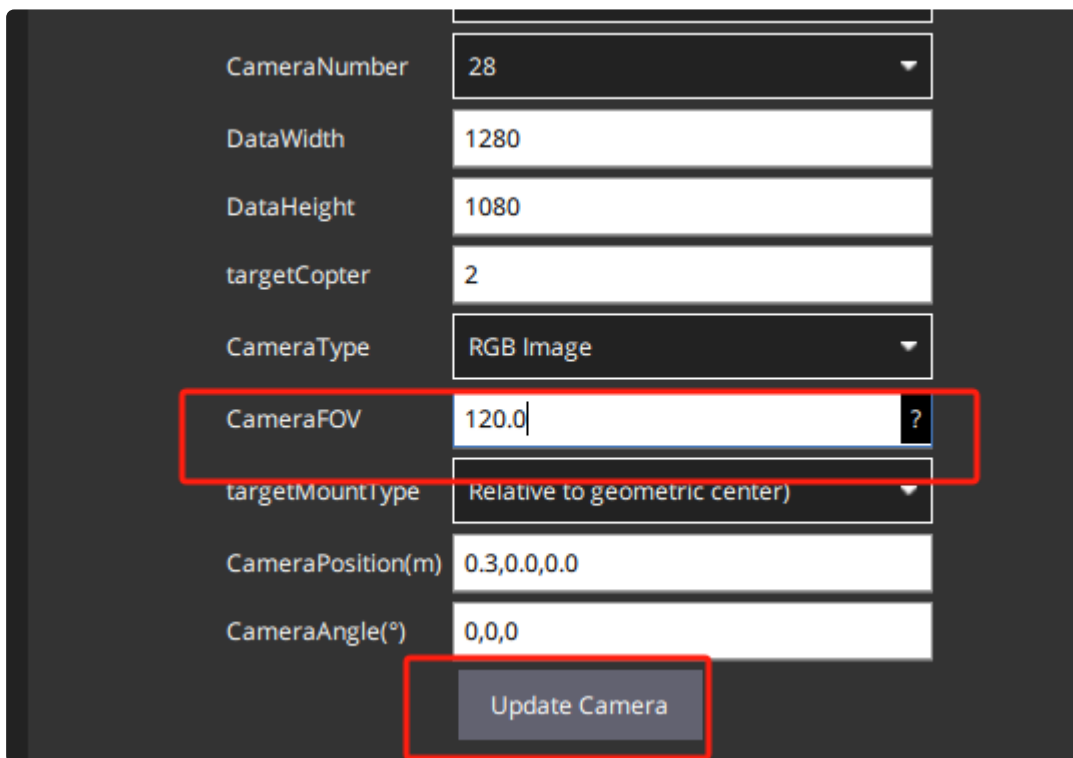 CameraNumber 28
DataWidth 1280
DataHeight 1080
targetCopter 2
CameraType RGB Image
CameraFOV 120.0 ?
targetMountType Relative to geometric center)
CameraPosition(m) 0.3,0.0,0.0
CameraAngle(°) 0,0,0
Update Camera